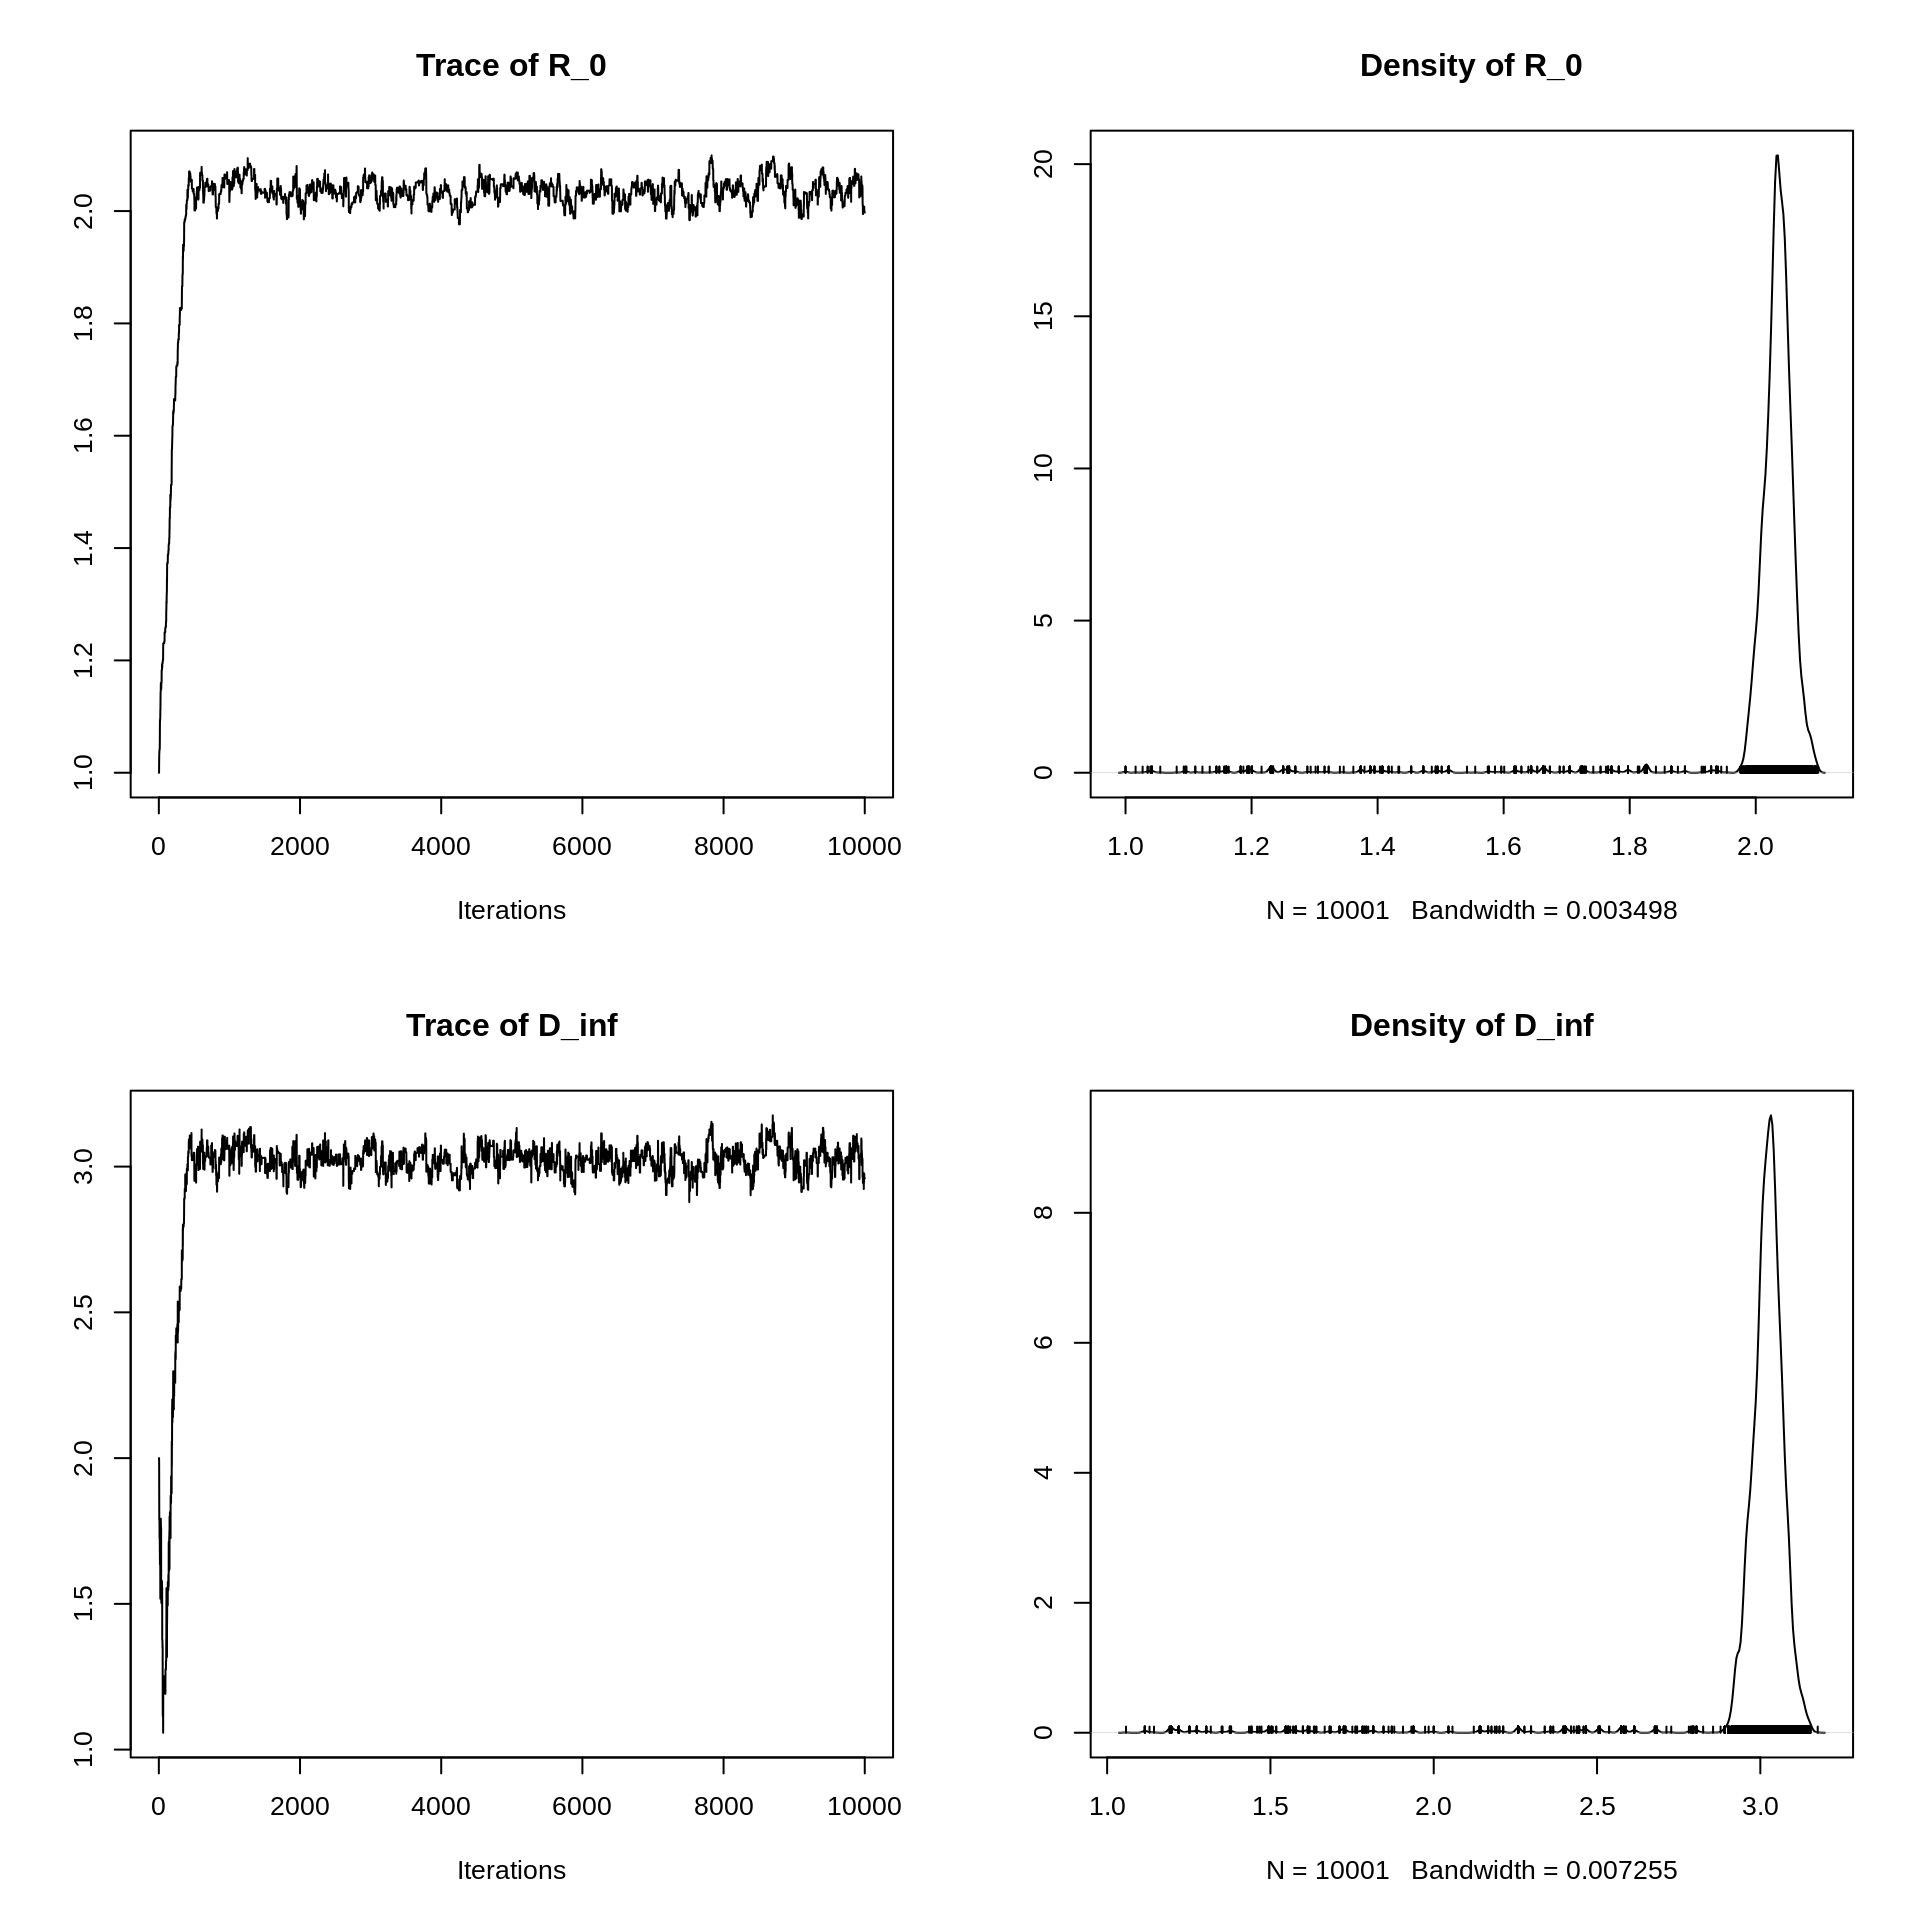 Trace of R_0
Density of R_0
2.0
1.8
1.6
1.4
1.2
1.0
0 2000 4000 6000 8000 10000
Iterations
20
15
10
5
0
1.0 1.2 1.4 1.6 1.8 2.0
N = 10001 Bandwidth = 0.003498
Trace of D_inf
Density of D_inf
3.0
2.5
2.0
1.5
1.0
0 2000 4000 6000 8000 10000
Iterations
8
6
4
2
0
1.0 1.5 2.0 2.5 3.0
N = 10001 Bandwidth = 0.007255